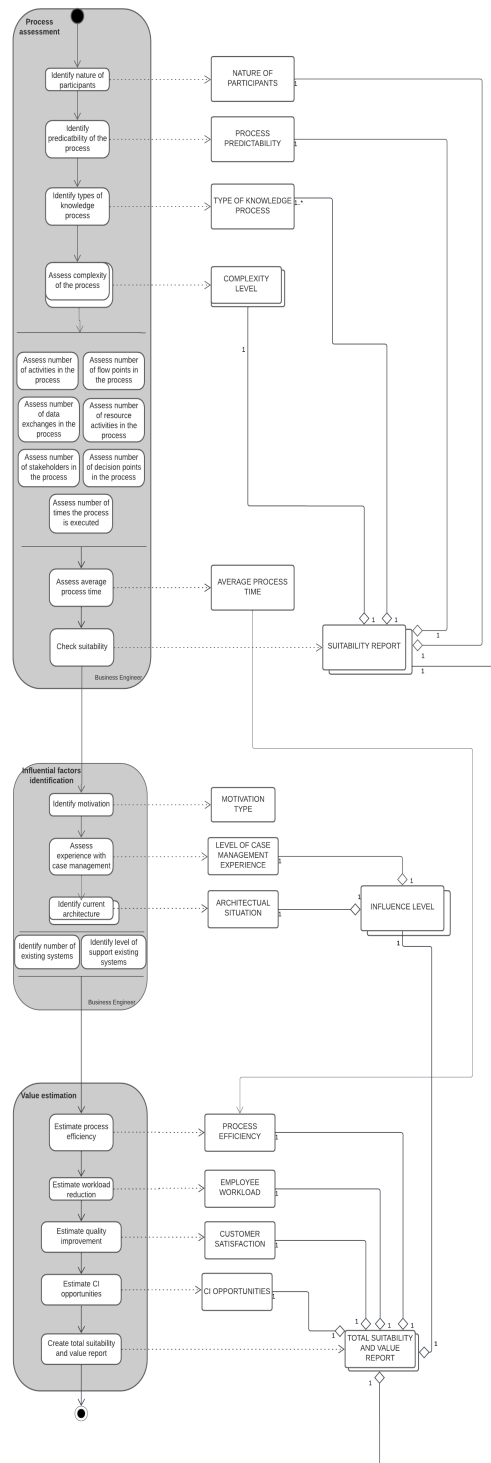 Process
assessment
Identify nature of
participants
NATURE OF
PARTICIPANTS
1
Identify
predicatbility of the
process
PROCESS
PREDICTABILITY
1
Identify types of
knowledge
process
TYPE OF KNOWLEDGE
PROCESS
1..*
Assess complexity
of the process
COMPLEXITY
LEVEL
1
Assess number
of activities in the
process
Assess number
of flow points in
the process
Assess number
of data
exchanges in the
process
Assess number
of resource
activities in the
process
Assess number
of stakeholders in
the process
Assess number
of decision points
in the process
Assess number of
times the process
is executed
Assess average
process time
AVERAGE PROCESS
TIME
1
1
1
Check suitability
SUITABILITY REPORT
1
1
Business Engineer
Influential factors
identification
Identify motivation
MOTIVATION
TYPE
Assess
experience with
case management
LEVEL OF CASE
MANAGEMENT
EXPERIENCE
1
1
Identify current
architecture
ARCHITECTUAL
SITUATION
1
1
INFLUENCE LEVEL
1
Identify number of
existing systems
Identify level of
support existing
systems
Business Engineer
Value estimation
Estimate process
efficiency
PROCESS
EFFICIENCY
1
Estimate workload
reduction
EMPLOYEE
WORKLOAD
1
Estimate quality
improvement
CUSTOMER
SATISFACTION
1
Estimate CI
opportunities
CI OPPORTUNITIES
1
1
1
1
1
Create total suitability
and value report
TOTAL SUITABILITY
AND VALUE
REPORT
1
1